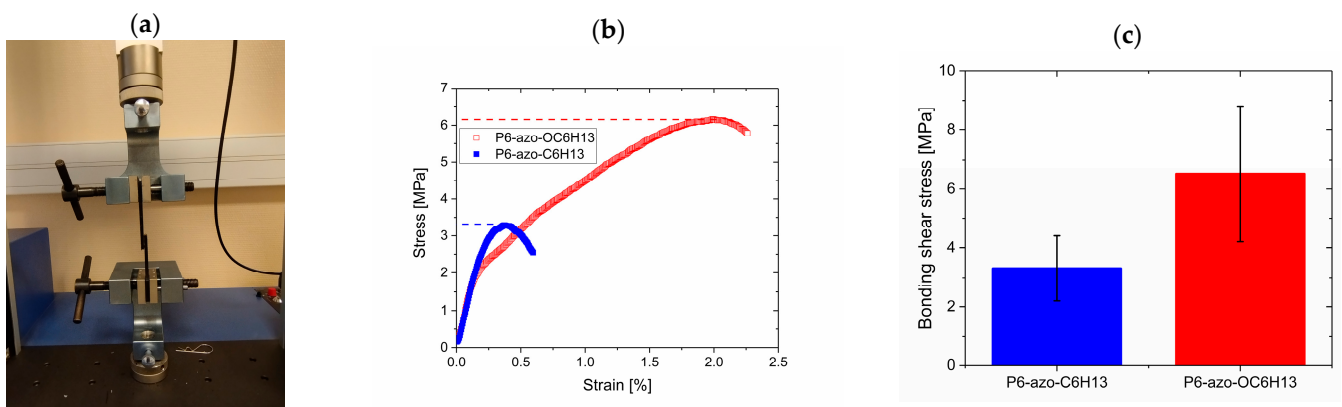 (a)
(b)
(c)
7
6
5
4
3
2
1
0
0.0
0.5
1.0
1.5
2.0
2.5
Stress [MPa]
Strain [%]
P6-azo-OC6H13
P6-azo-C6H13
10
8
6
4
2
0
Bonding shear stress [MPa]
P6-azo-C6H13
P6-azo-OC6H13